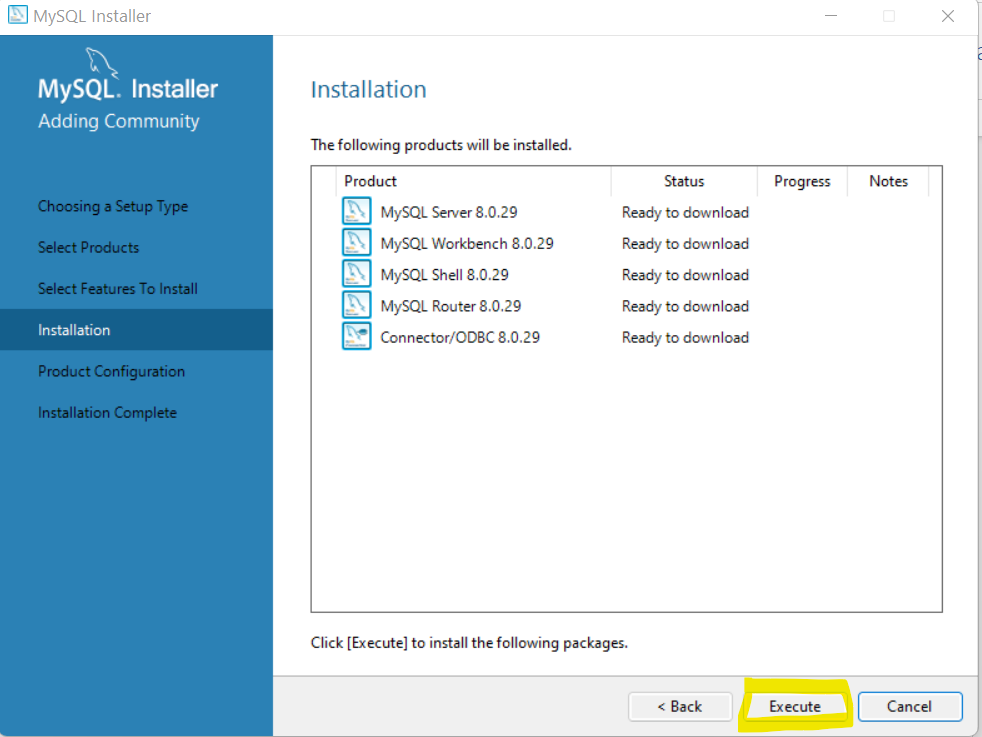 MySQL Installer
MySQL. Installer
Adding Community
Choosing a Setup Type
Select Products
Select Features To Install
Installation
Product Configuration
Installation Complete
Installation
The following products will be installed.
Product Status Progress Notes
MySQL Server 8.0.29 Ready to download
MySQL Workbench 8.0.29 Ready to download
MySQL Shell 8.0.29 Ready to download
MySQL Router 8.0.29 Ready to download
Connector/ODBC 8.0.29 Ready to download
Click [Execute] to install the following packages.
< Back Execute Cancel